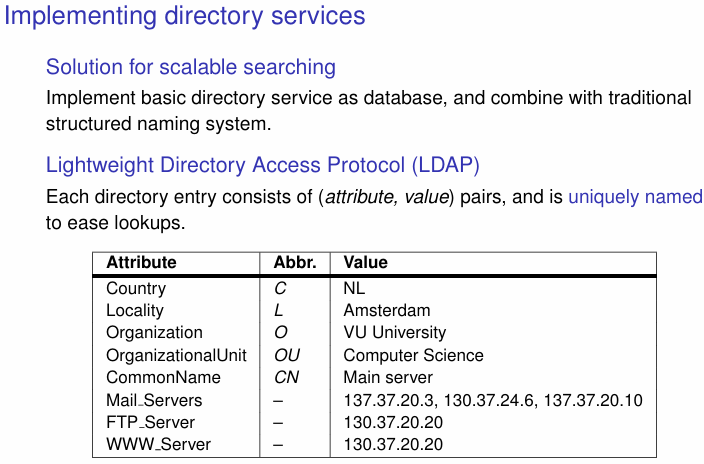 Implementing directory services
Solution for scalable searching
Implement basic directory service as database, and combine with traditional
structured naming system.
Lightweight Directory Access Protocol (LDAP)
Each directory entry consists of (attribute, value) pairs, and is uniquely named
to ease lookups.
Attribute Abbr. Value
Country C NL
Locality L Amsterdam
Organization O VU University
OrganizationalUnit OU Computer Science
CommonName CN Main server
Mail_Servers – 137.37.20.3, 130.37.24.6, 137.37.20.10
FTP_Server – 130.37.20.20
WWW_Server – 130.37.20.20